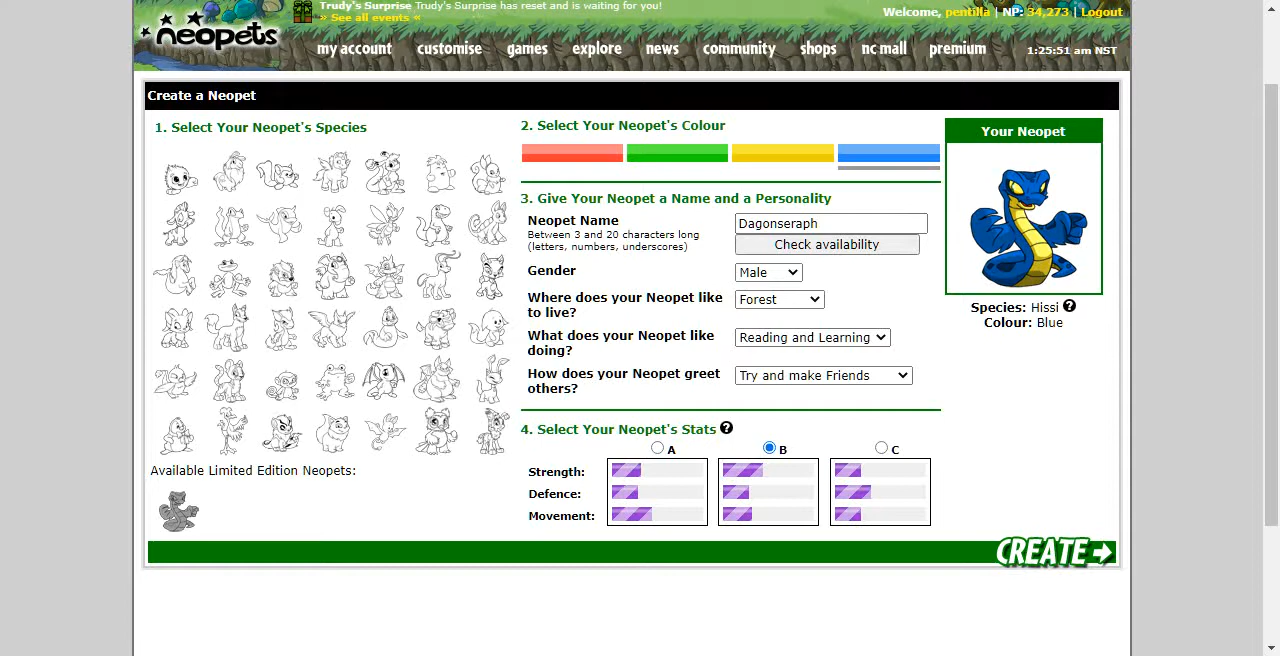 Trudy's Surprise Trudy's Surprise has reset and is waiting for you!
» See all events «
Welcome, pentilla | NP: 34,273 | Logout
neopets
my account customise games explore news community shops nc mall premium 1:25:51 am NST
Create a Neopet
1. Select Your Neopet's Species
Available Limited Edition Neopets:
2. Select Your Neopet's Colour
3. Give Your Neopet a Name and a Personality
Neopet Name Dagonseraph
Between 3 and 20 characters long
(letters, numbers, underscores)
Check availability
Gender Male
Where does your Neopet like to live? Forest
What does your Neopet like doing? Reading and Learning
How does your Neopet greet others? Try and make Friends
4. Select Your Neopet's Stats ?
A B C
Strength:
Defence:
Movement:
Your Neopet
Species: Hissi ?
Colour: Blue
CREATE